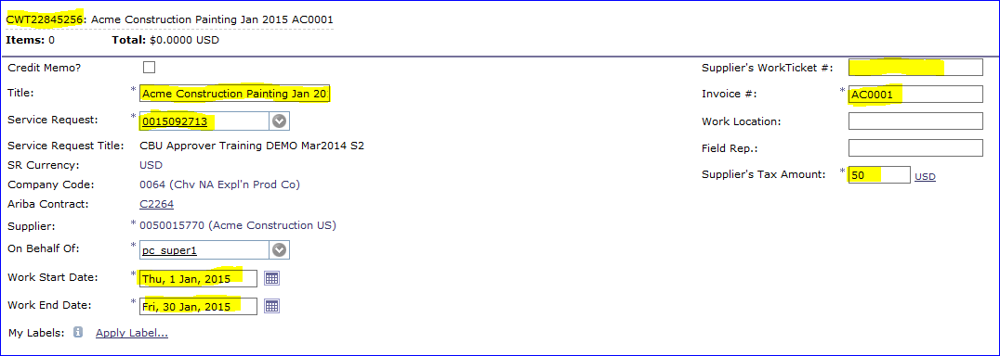 CWT22845256: Acme Construction Painting Jan 2015 AC0001
Items: 0 Total: $0.0000 USD
Credit Memo?
Title: * Acme Construction Painting Jan 20
Service Request: * 0015092713
Service Request Title: CBU Approver Training DEMO Mar2014 S2
SR Currency: USD
Company Code: 0064 (Chv NA Expl'n Prod Co)
Ariba Contract: C2264
Supplier: * 0050015770 (Acme Construction US)
On Behalf Of: * pc_super1
Work Start Date: * Thu, 1 Jan, 2015
Work End Date: * Fri, 30 Jan, 2015
My Labels: i Apply Label...
Supplier's WorkTicket #:
Invoice #: * AC0001
Work Location:
Field Rep.:
Supplier's Tax Amount: * 50 USD